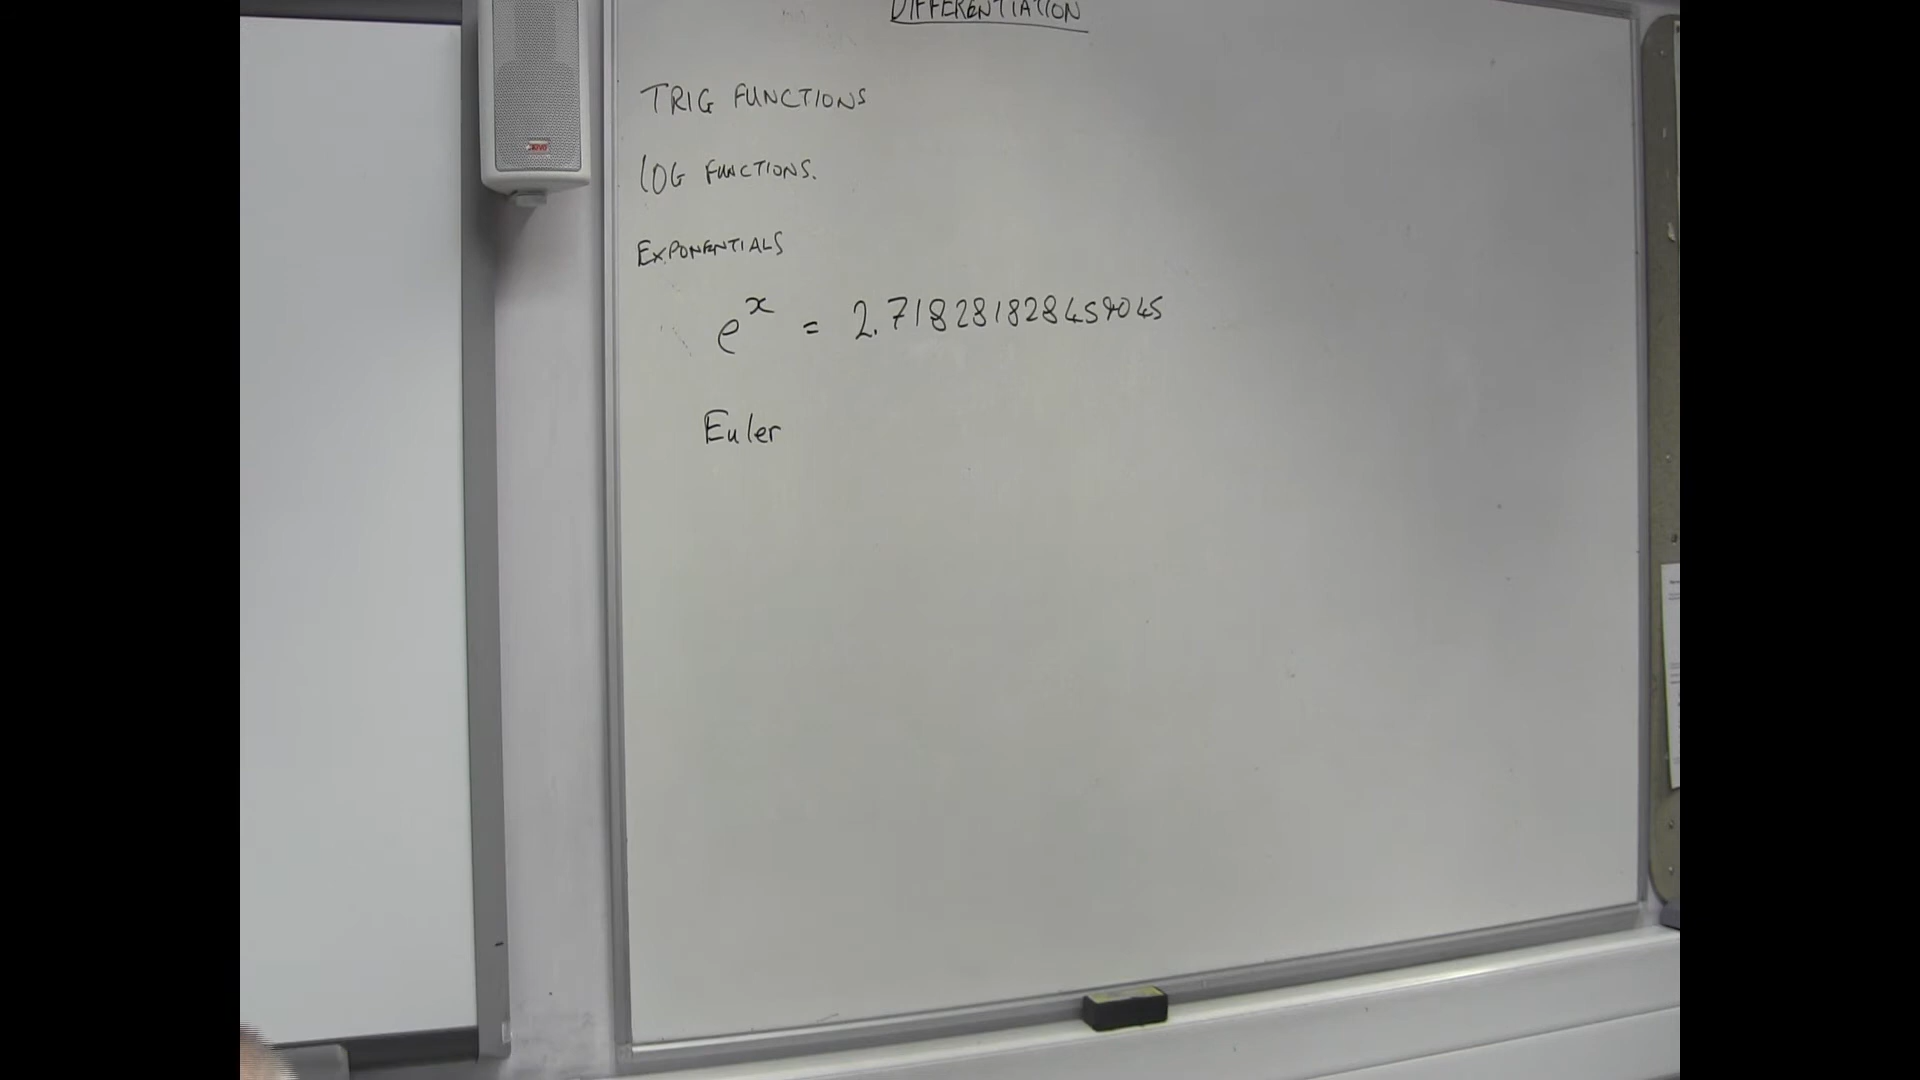 DIFFERENTIATION
TRIG FUNCTIONS
LOG FUNCTIONS.
EXPONENTIALS
e^x = 2.718281828459045
Euler